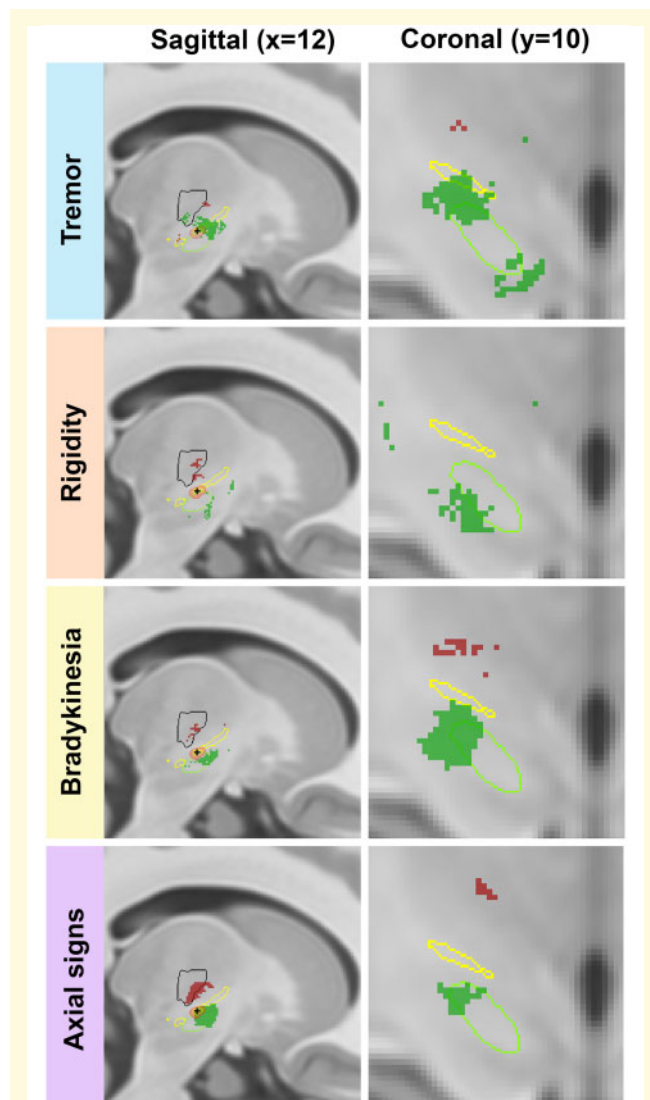 Sagittal (x=12)
Coronal (y=10)
Tremor
Rigidity
Bradykinesia
Axial signs